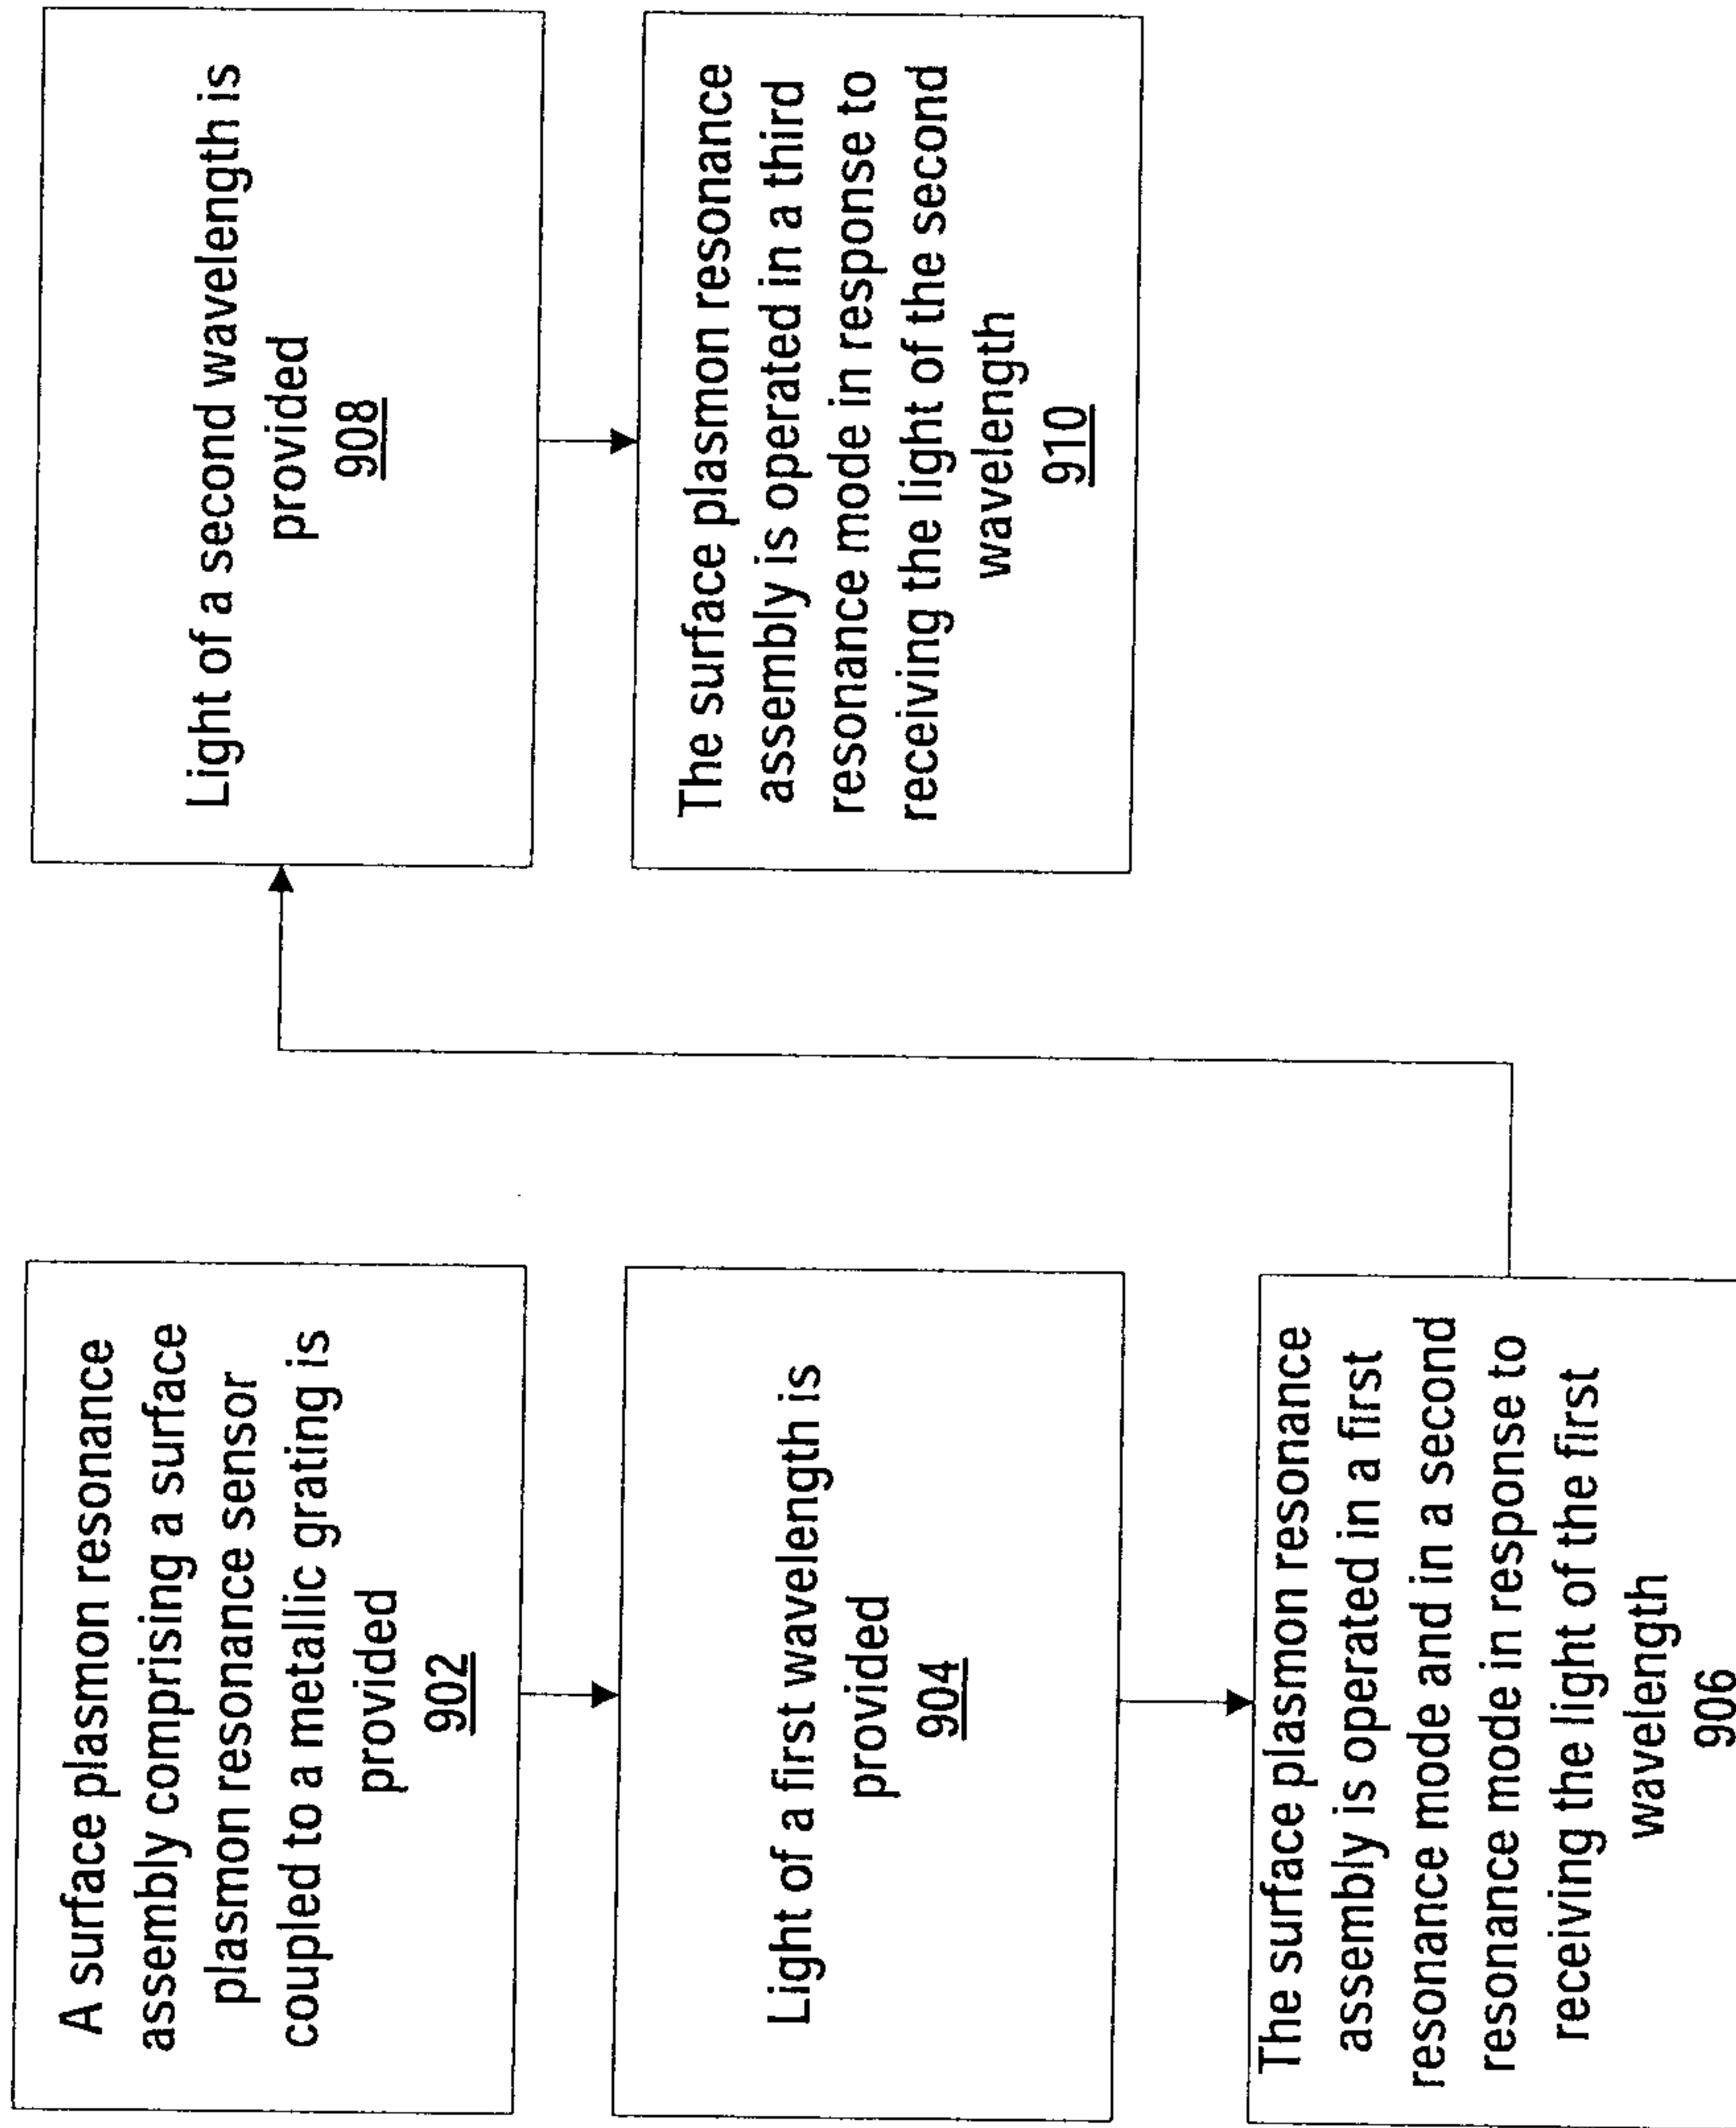 A surface plasmon resonance
assembly comprising a surface
plasmon resonance sensor
coupled to a metallic grating is
provided
902
Light of a first wavelength is
provided
904
The surface plasmon resonance
assembly is operated in a first
resonance mode and in a second
resonance mode in response to
receiving the light of the first
wavelength
906
Light of a second wavelength is
provided
908
The surface plasmon resonance
assembly is operated in a third
resonance mode in response to
receiving the light of the second
wavelength
910